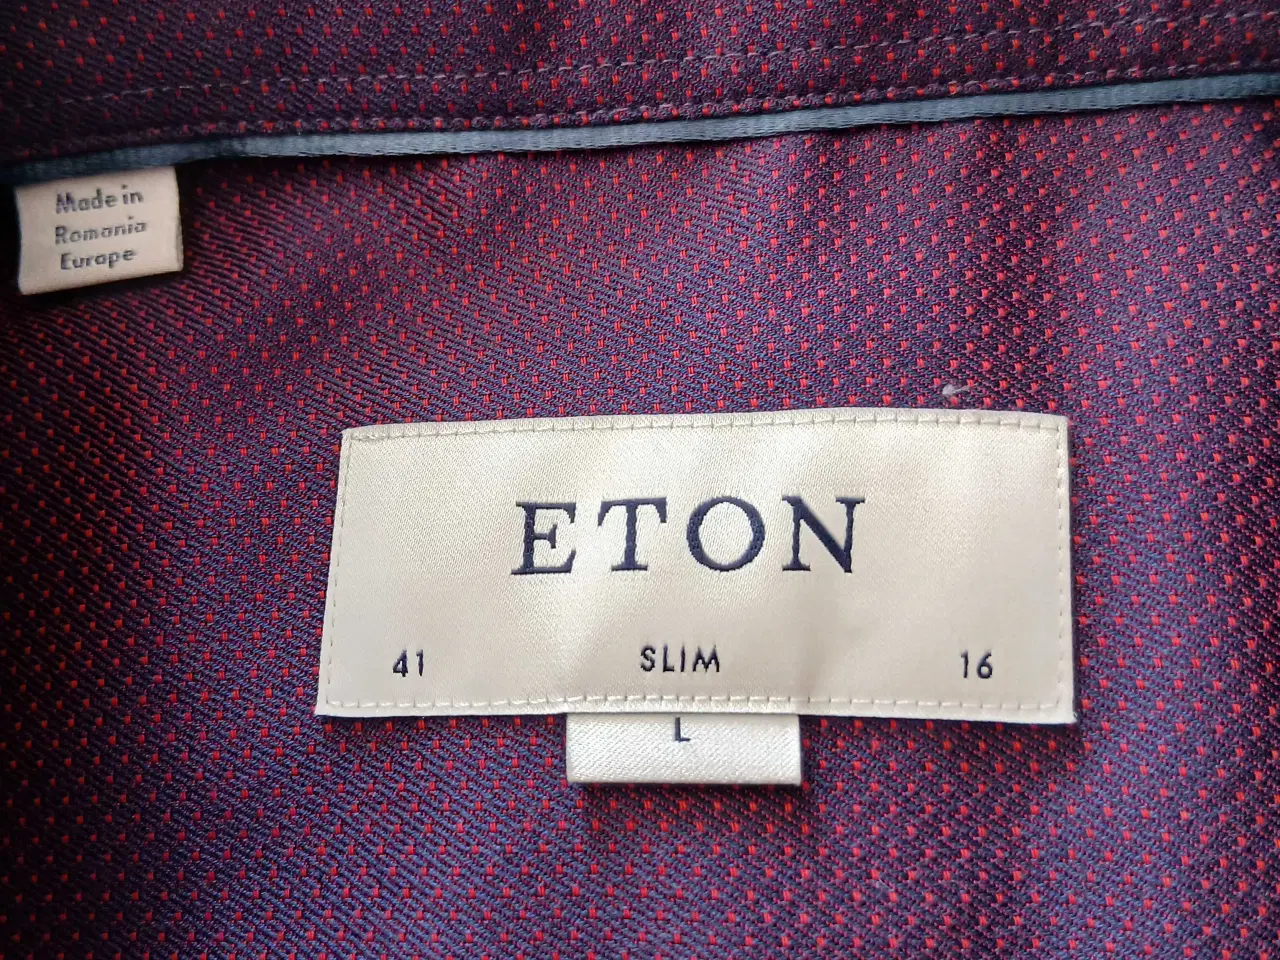 Made in
Romania
Europe
ETON
41 SLIM 16
L